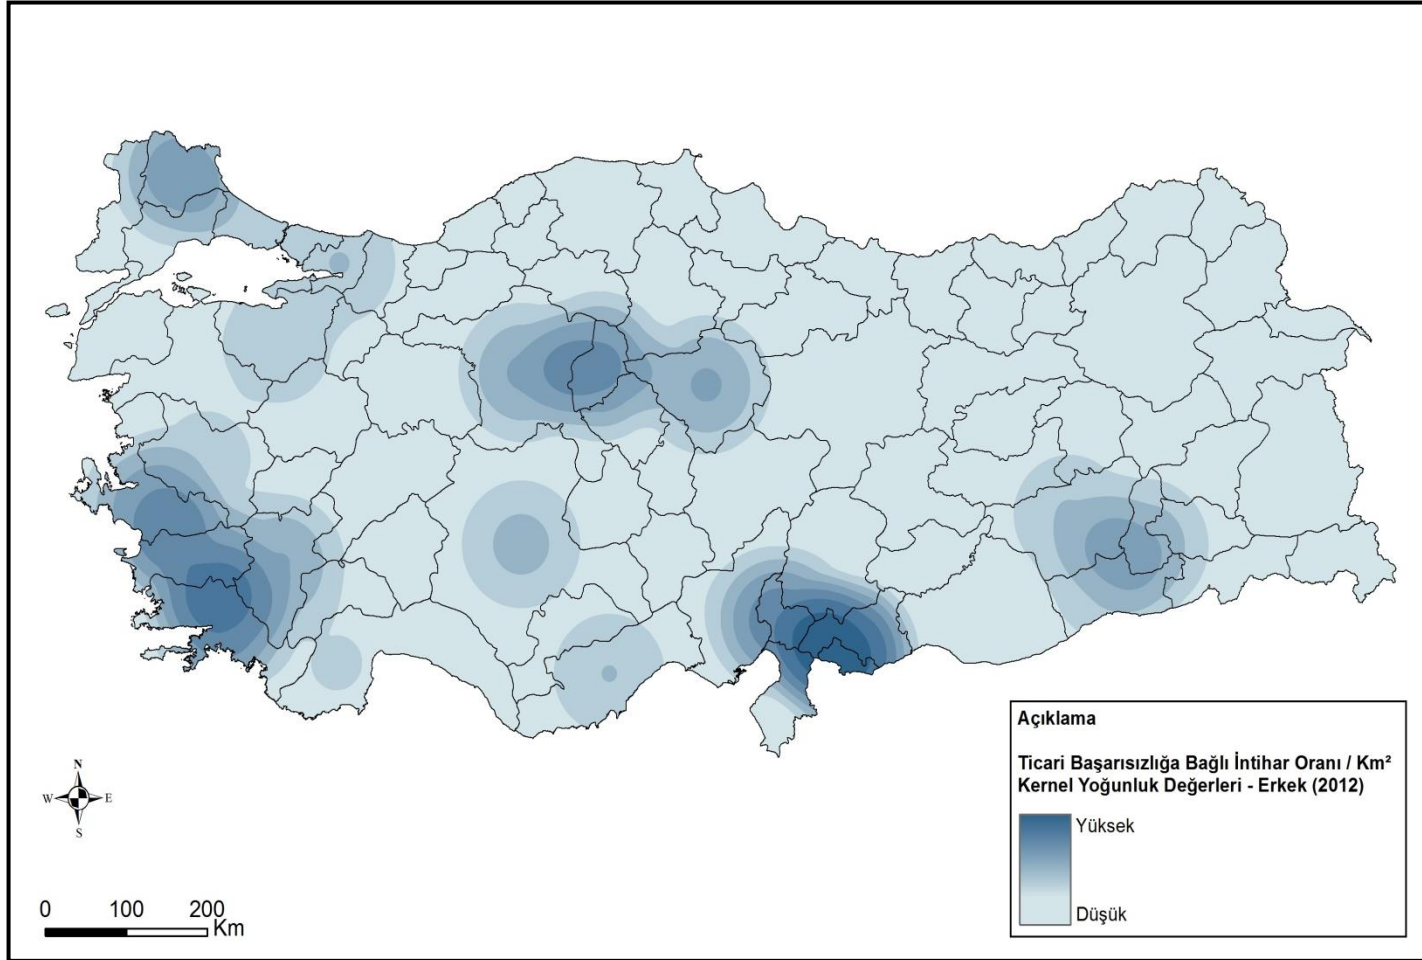 N
W E
S
0 100 200
Km
Açıklama
Ticari Başarısızlığa Bağlı İntihar Oranı / Km²
Kernel Yoğunluk Değerleri - Erkek (2012)
Yüksek
Düşük